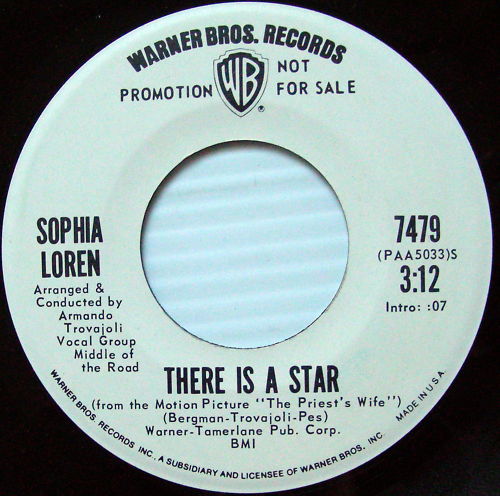 WARNER BROS. RECORDS
PROMOTION
WB
®
NOT
FOR SALE
SOPHIA
LOREN
Arranged &
Conducted by
Armando
Trovajoli
Vocal Group
Middle of
the Road
7479
(PAA5033)S
3:12
Intro: :07
THERE IS A STAR
(from the Motion Picture "The Priest's Wife")
(Bergman-Trovajoli-Pes)
Warner-Tamerlane Pub. Corp.
BMI
WARNER BROS. RECORDS INC. A SUBSIDIARY AND LICENSEE OF WARNER BROS. INC.
MADE IN U.S.A.